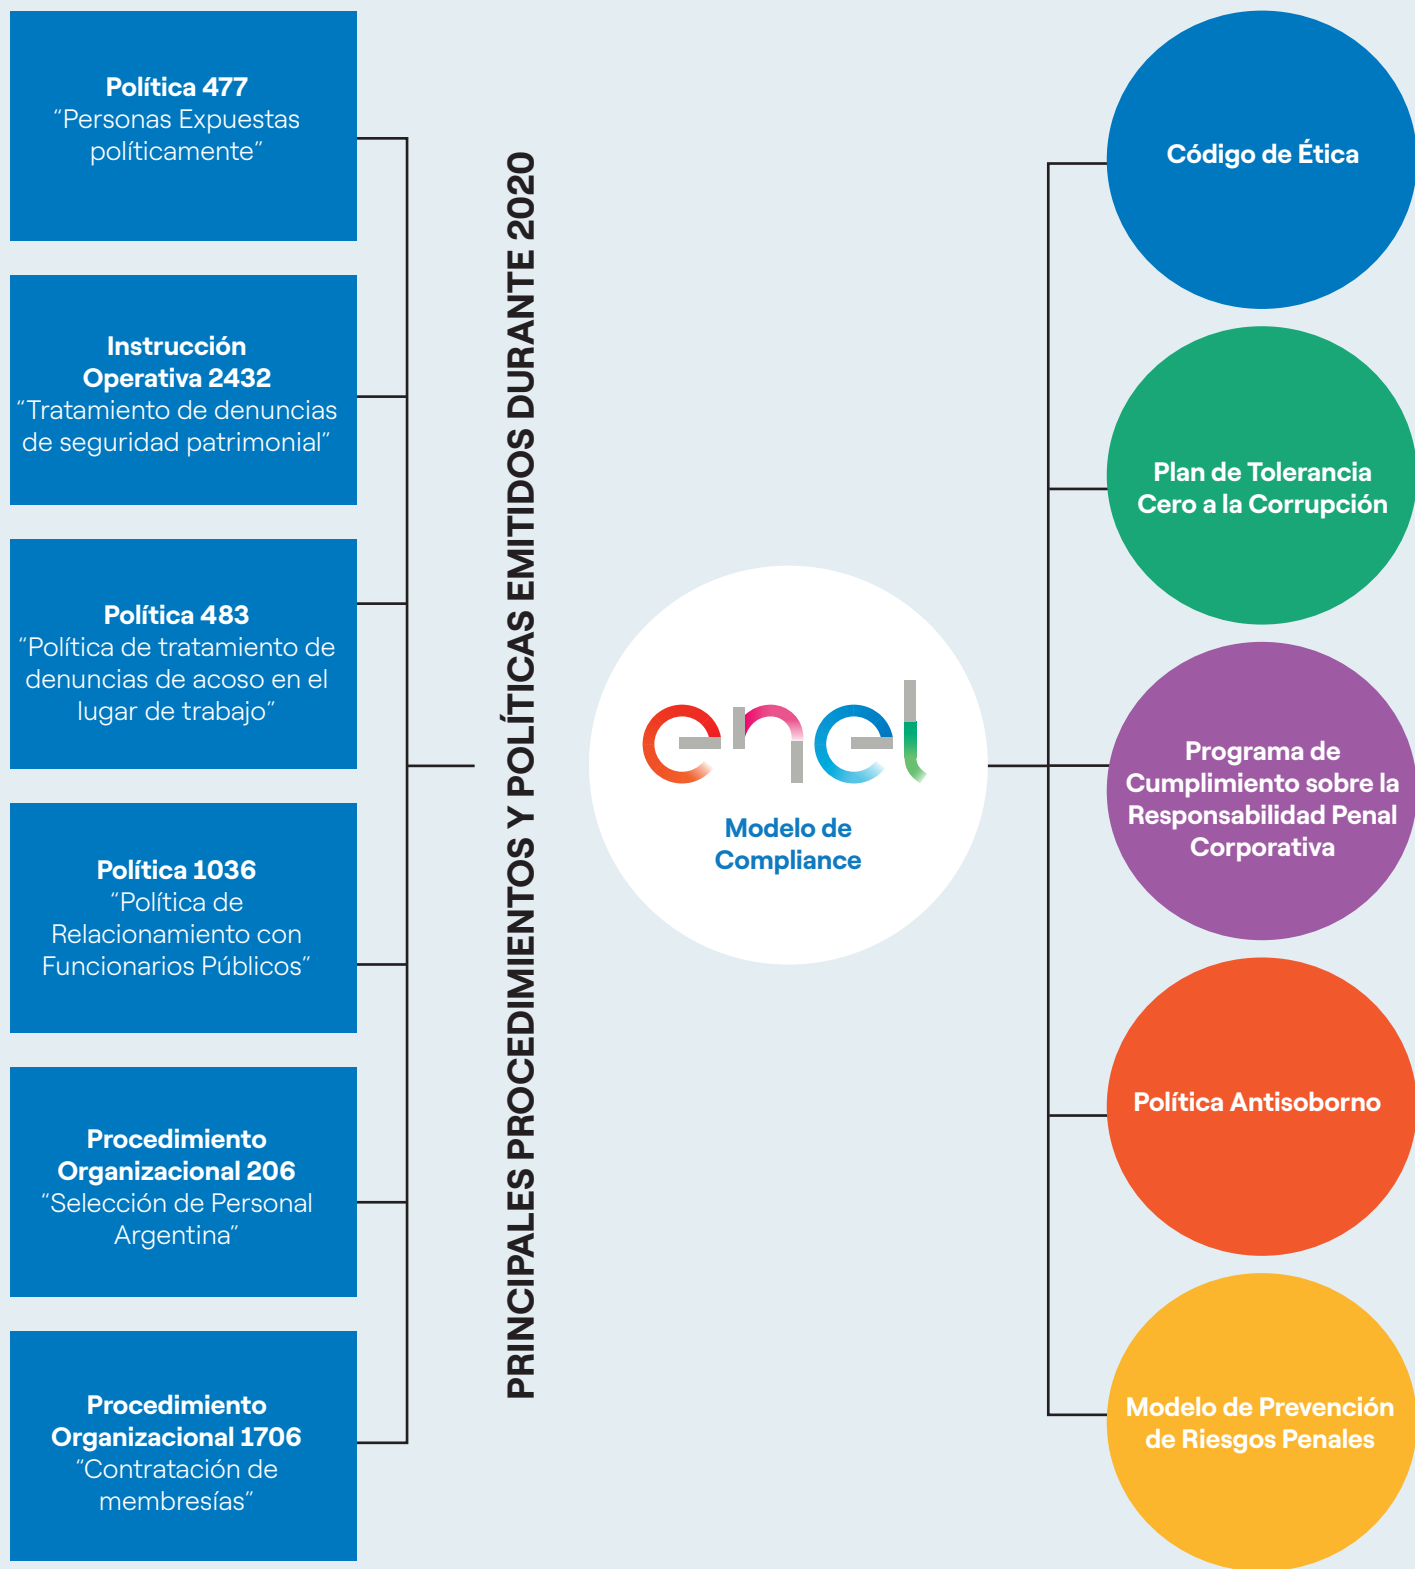 Política 477
“Personas Expuestas
políticamente”
Instrucción
Operativa 2432
“Tratamiento de denuncias
de seguridad patrimonial”
Política 483
“Política de tratamiento de
denuncias de acoso en el
lugar de trabajo”
Política 1036
“Política de
Relacionamiento con
Funcionarios Públicos”
Procedimiento
Organizacional 206
“Selección de Personal
Argentina”
Procedimiento
Organizacional 1706
“Contratación de
membresías”
PRINCIPALES PROCEDIMIENTOS Y POLÍTICAS EMITIDOS DURANTE 2020
enel
Modelo de
Compliance
Código de Ética
Plan de Tolerancia
Cero a la Corrupción
Programa de
Cumplimiento sobre la
Responsabilidad Penal
Corporativa
Política Antisoborno
Modelo de Prevención
de Riesgos Penales